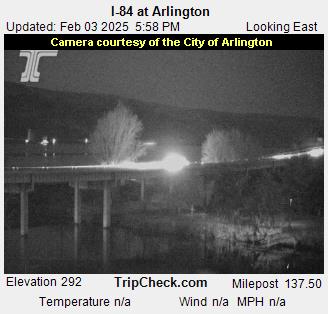 I-84 at Arlington
Updated: Feb 03 2025 5:58 PM Looking East
Camera courtesy of the City of Arlington
Elevation 292 TripCheck.com Milepost 137.50
Temperature n/a Wind n/a MPH n/a